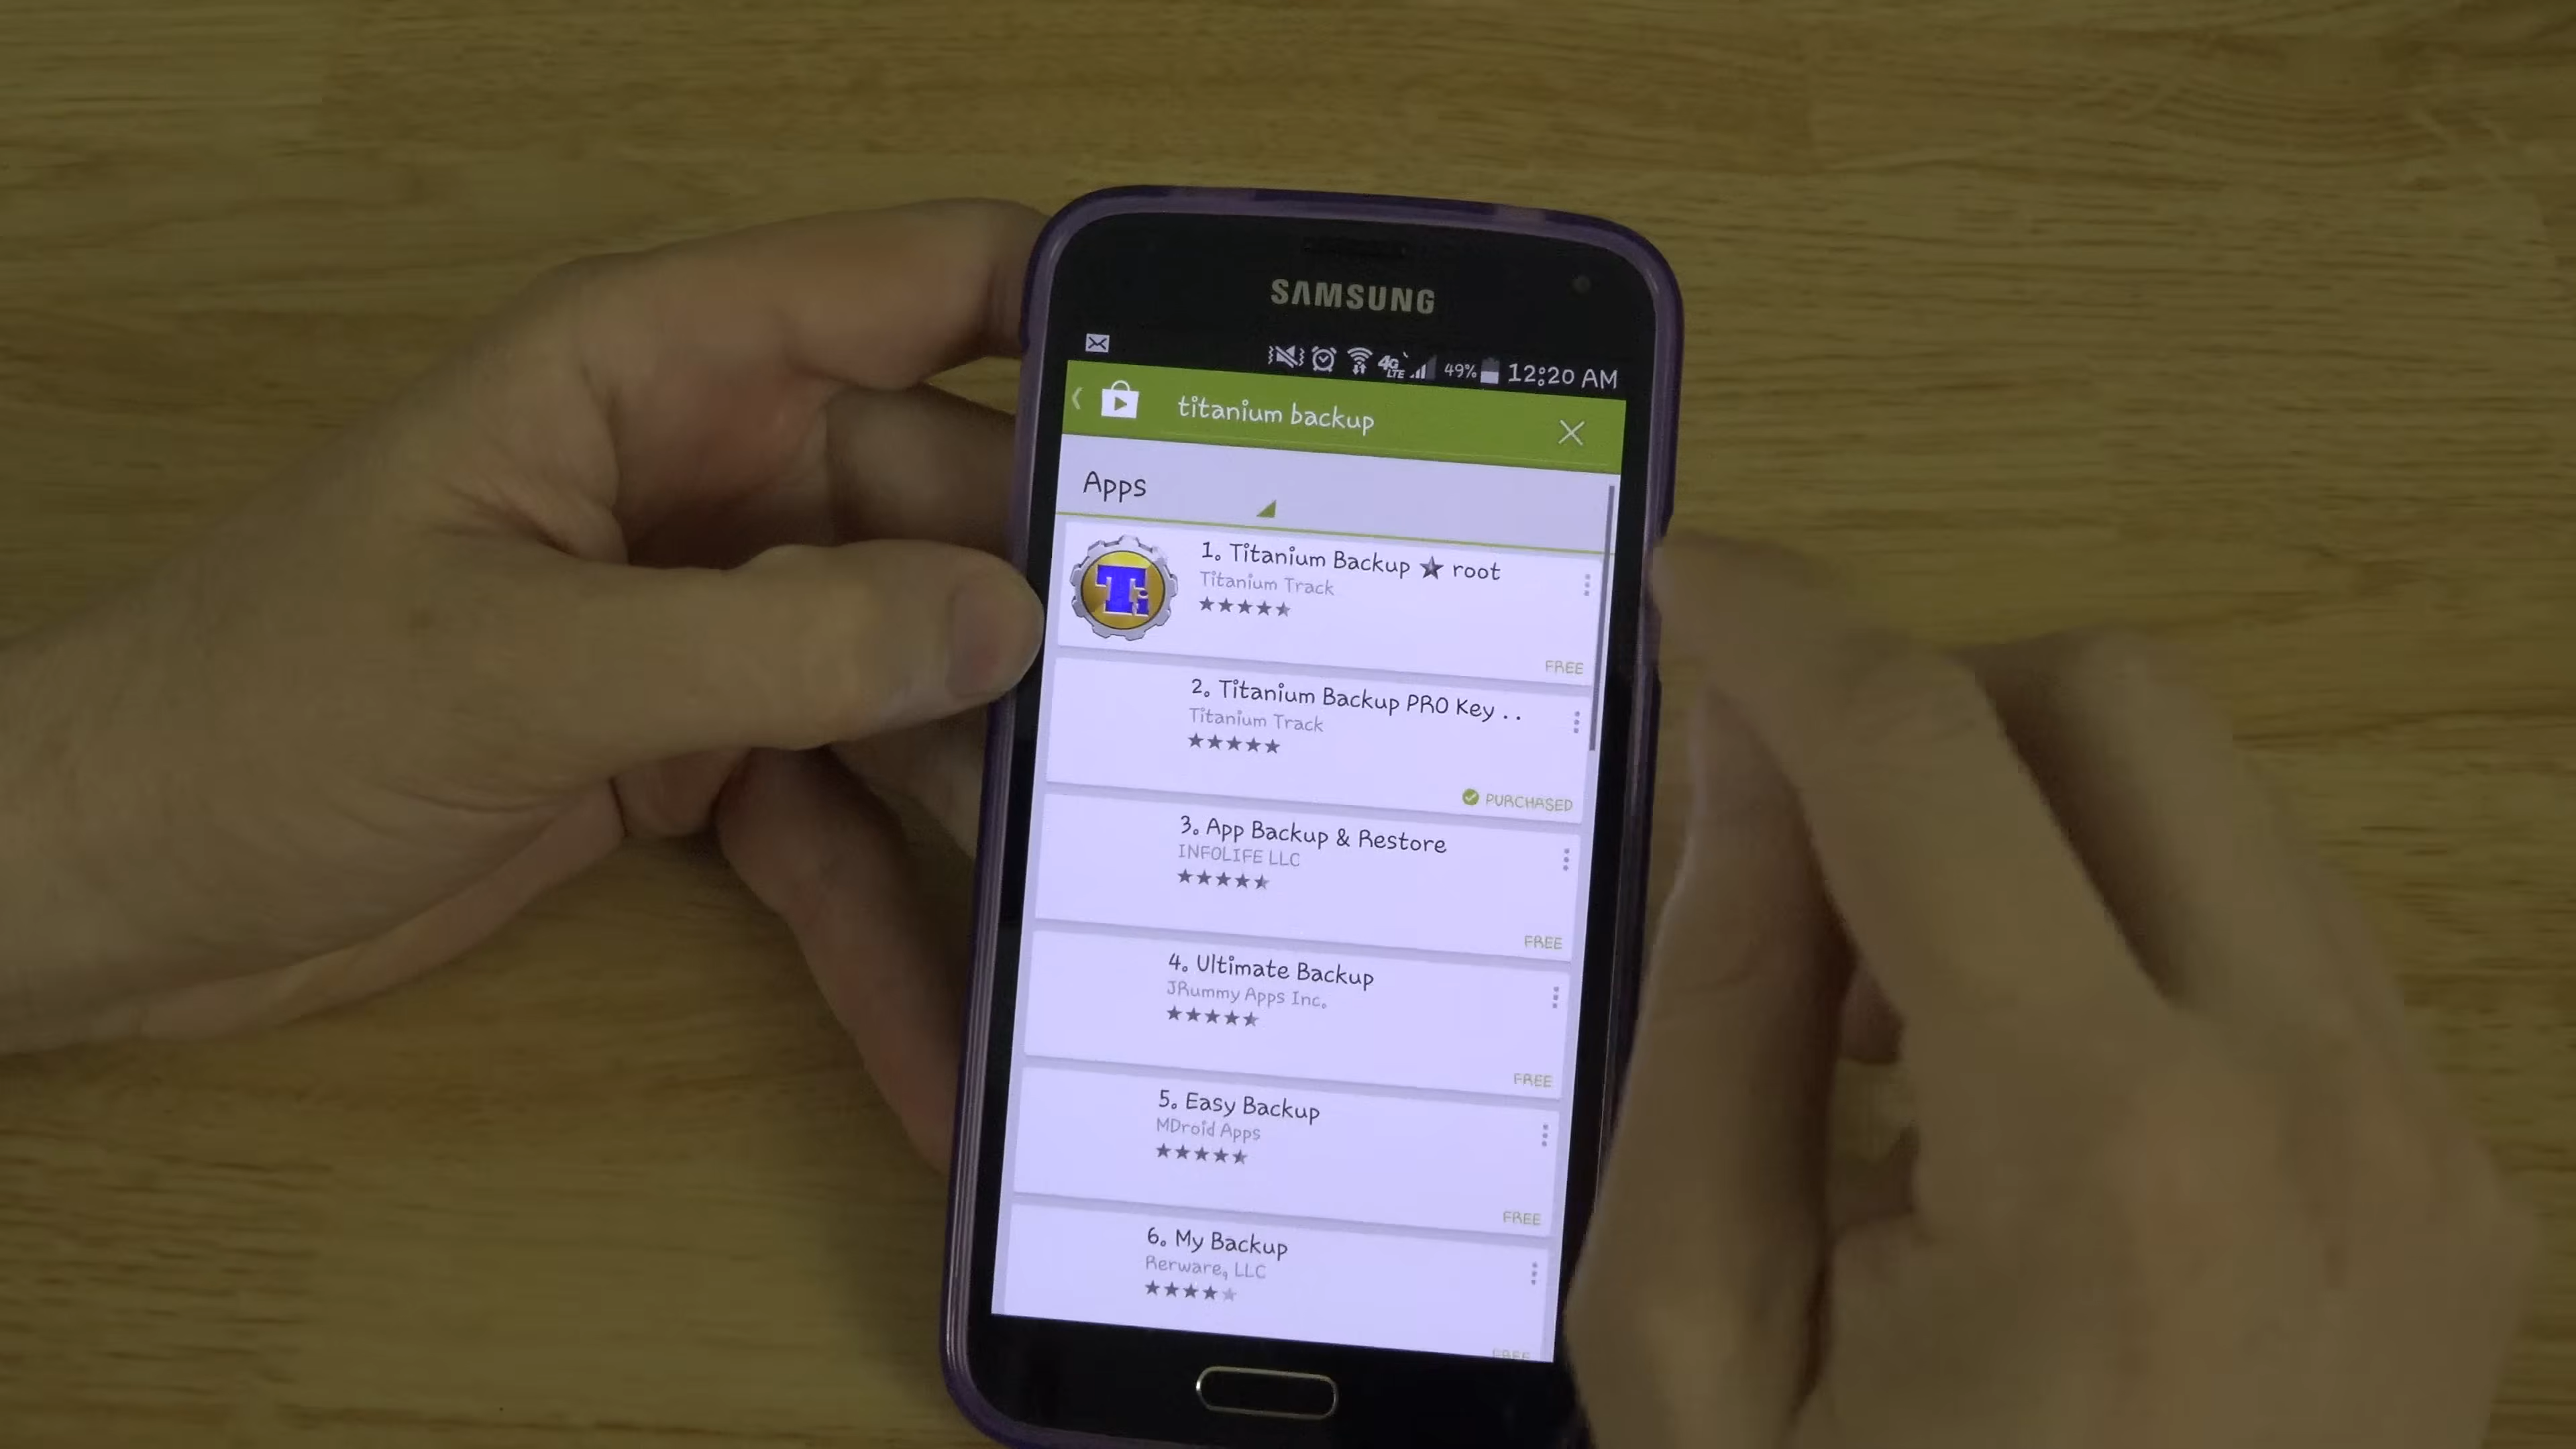 SAMSUNG
4G LTE 49% 12:20 AM
titanium backup
Apps
1. Titanium Backup ★ root
Titanium Track
FREE
2. Titanium Backup PRO Key ..
Titanium Track
PURCHASED
3. App Backup & Restore
INFOLIFE LLC
FREE
4. Ultimate Backup
JRummy Apps Inc.
FREE
5. Easy Backup
MDroid Apps
FREE
6. My Backup
Rerware, LLC
FREE